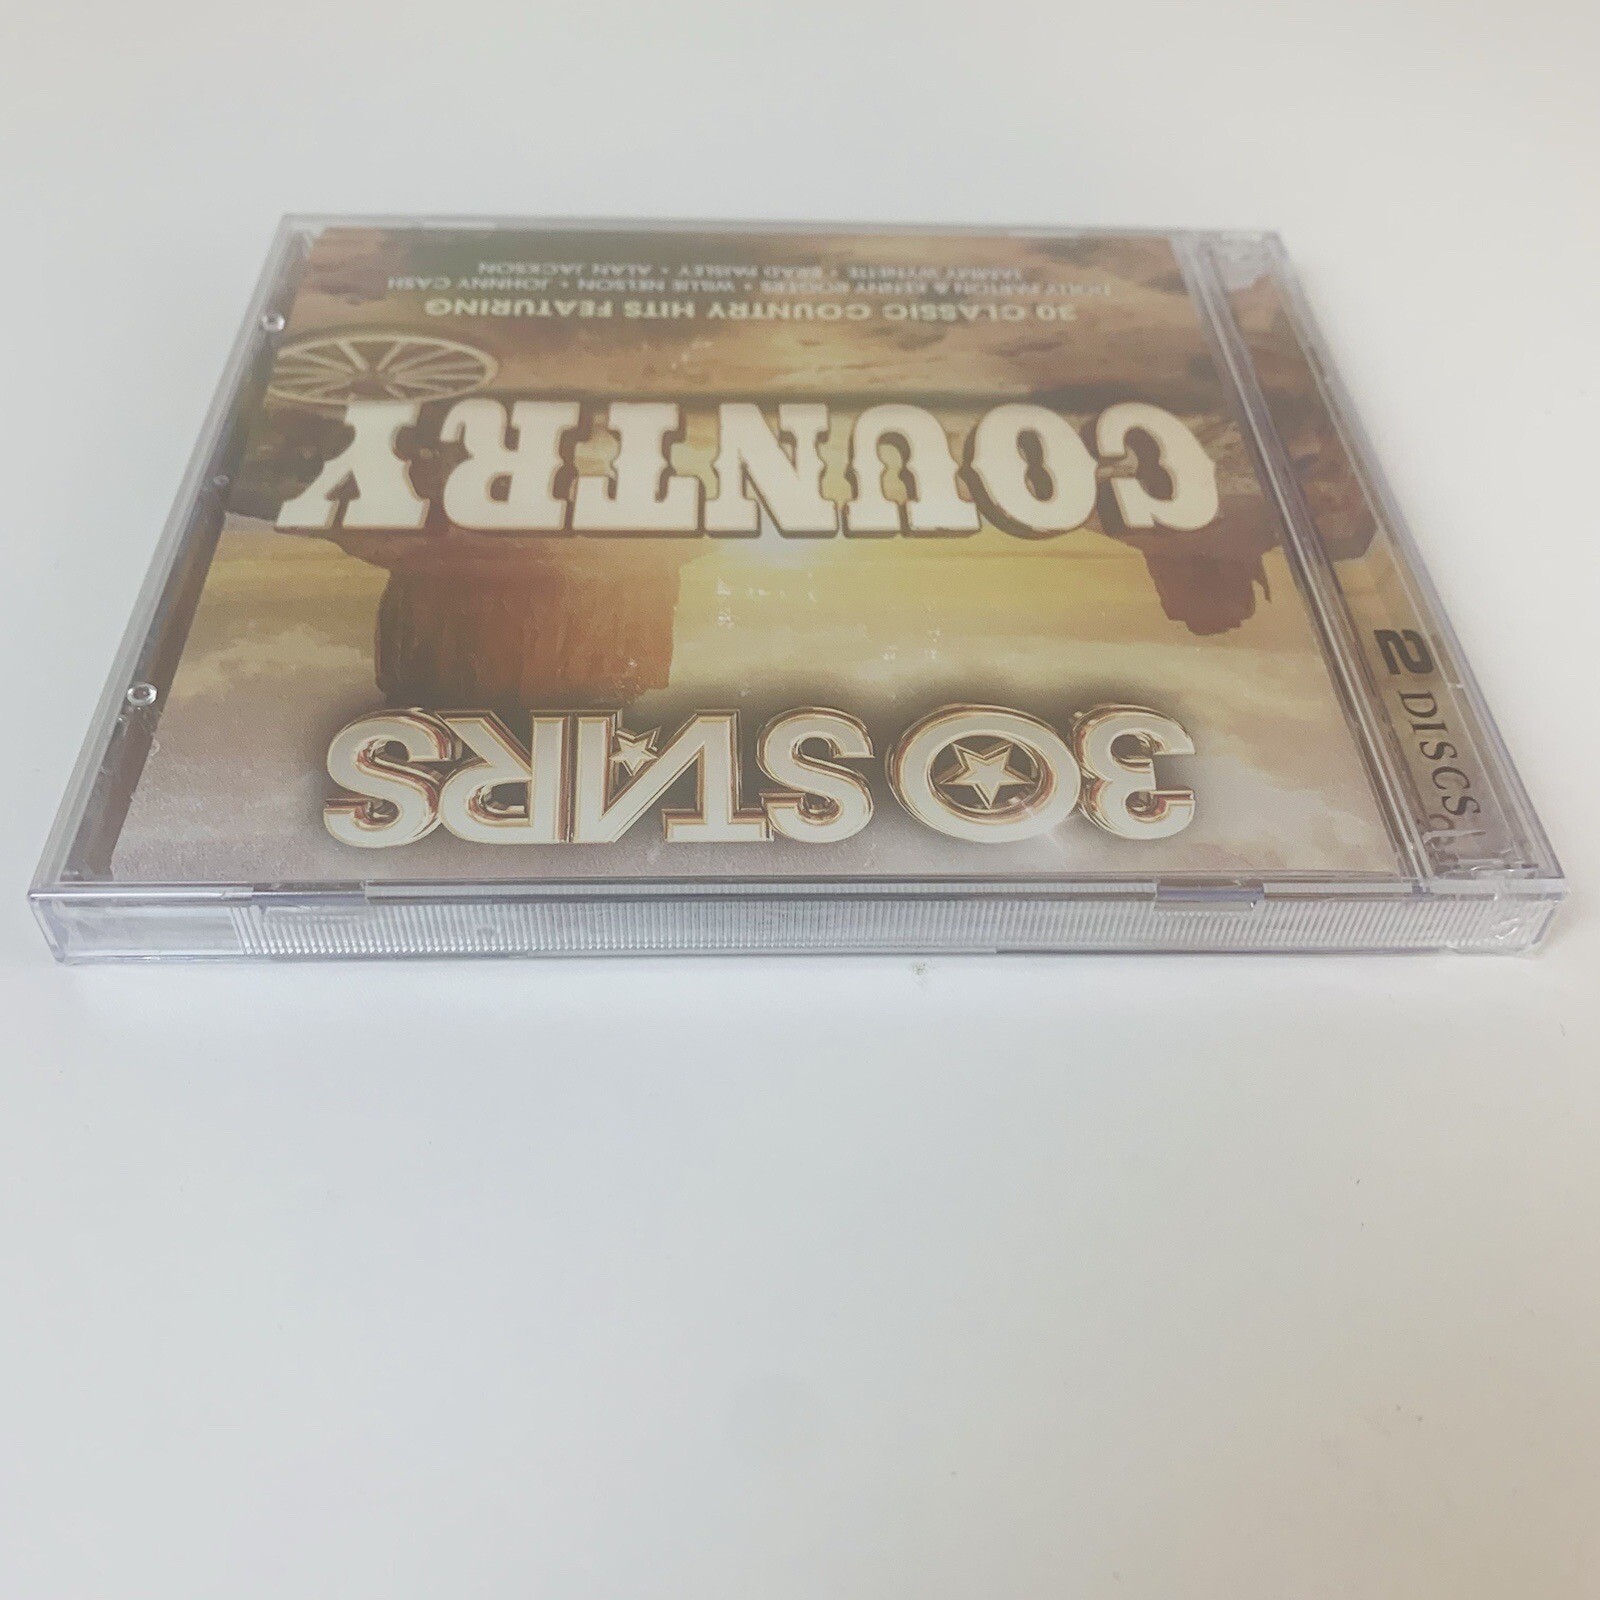 30 STARS
COUNTRY
30 CLASSIC COUNTRY HITS FEATURING
DOLLY PARTON & KENNY ROGERS • WILLIE NELSON • JOHNNY CASH
TAMMY WYNETTE • BRAD PAISLEY • ALAN JACKSON
2 DISCS